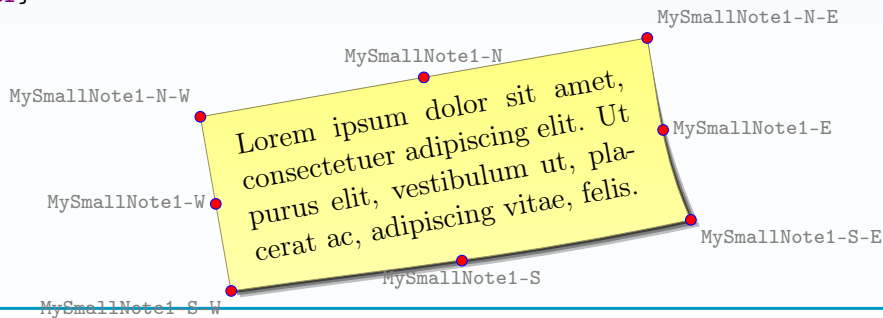 MySmallNote1-N-E
MySmallNote1-N
MySmallNote1-N-W
Lorem ipsum dolor sit amet,
consectetuer adipiscing elit. Ut
purus elit, vestibulum ut, pla-
cerat ac, adipiscing vitae, felis.
MySmallNote1-E
MySmallNote1-W
MySmallNote1-S-E
MySmallNote1-S
MySmallNote1-S-W